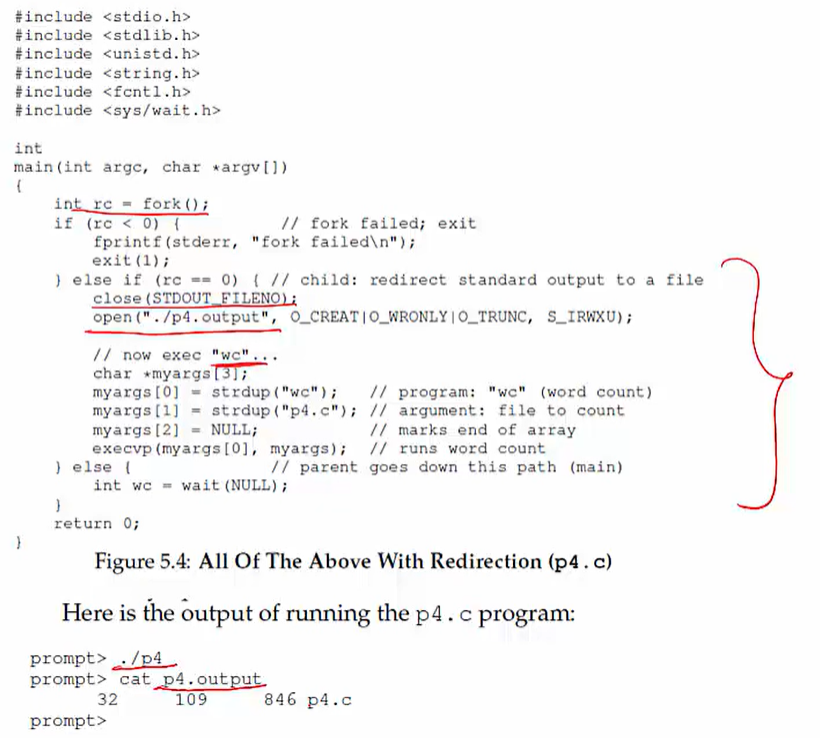 #include <stdio.h>
#include <stdlib.h>
#include <unistd.h>
#include <string.h>
#include <fcntl.h>
#include <sys/wait.h>

int
main(int argc, char *argv[])
{
    int rc = fork();
    if (rc < 0) {         // fork failed; exit
        fprintf(stderr, "fork failed\n");
        exit(1);
    } else if (rc == 0) { // child: redirect standard output to a file
        close(STDOUT_FILENO);
        open("./p4.output", O_CREAT|O_WRONLY|O_TRUNC, S_IRWXU);

        // now exec "wc"...
        char *myargs[3];
        myargs[0] = strdup("wc");   // program: "wc" (word count)
        myargs[1] = strdup("p4.c"); // argument: file to count
        myargs[2] = NULL;           // marks end of array
        execvp(myargs[0], myargs);  // runs word count
    } else {              // parent goes down this path (main)
        int wc = wait(NULL);
    }
    return 0;
}
Figure 5.4: All Of The Above With Redirection (p4.c)
Here is the output of running the p4.c program:
prompt> ./p4
prompt> cat p4.output
      32     109     846 p4.c
prompt>